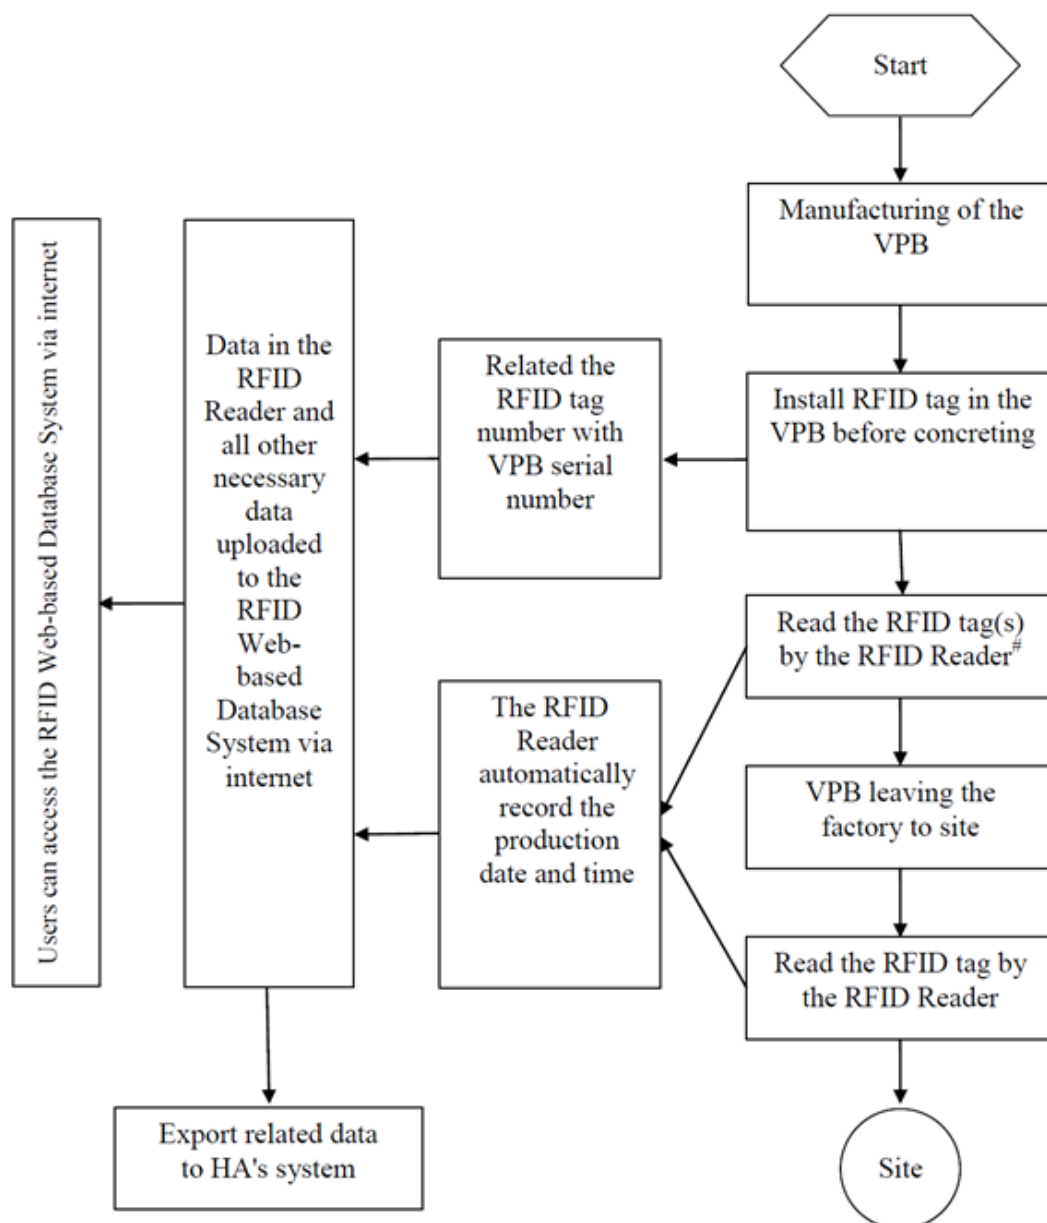 Start
Manufacturing of the
VPB
Install RFID tag in the
VPB before concreting
Related the
RFID tag
number with
VPB serial
number
Data in the
RFID
Reader and
all other
necessary
data
uploaded
to the
RFID
Web-
based
Database
System via
internet
Users can access the RFID Web-based Database System via internet
Read the RFID tag(s)
by the RFID Reader#
The RFID
Reader
automatically
record the
production
date and time
VPB leaving the
factory to site
Read the RFID tag by
the RFID Reader
Export related data
to HA's system
Site